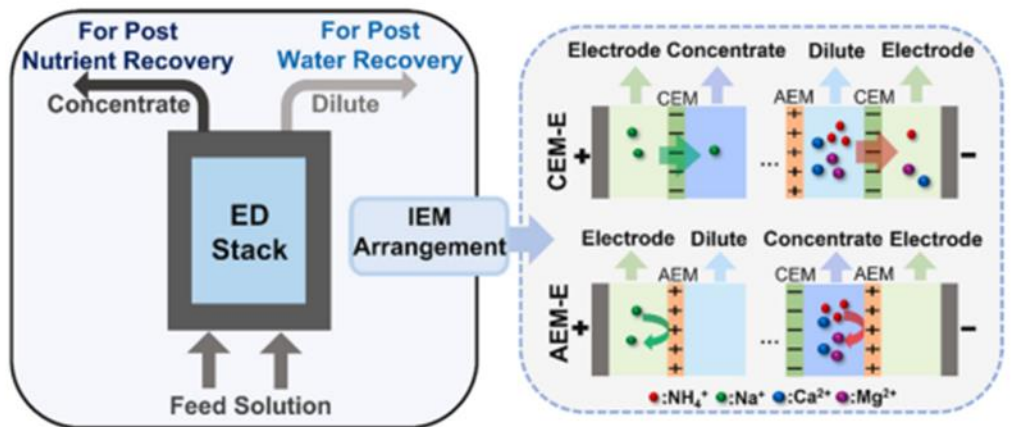 For Post
Nutrient Recovery
Concentrate
For Post
Water Recovery
Dilute
ED
Stack
Feed Solution
IEM
Arrangement
Electrode Concentrate Dilute Electrode
CEM AEM CEM
CEM-E
+ ... −
Electrode Dilute Concentrate Electrode
AEM CEM AEM
AEM-E
+ ... −
:NH₄⁺ :Na⁺ :Ca²⁺ :Mg²⁺